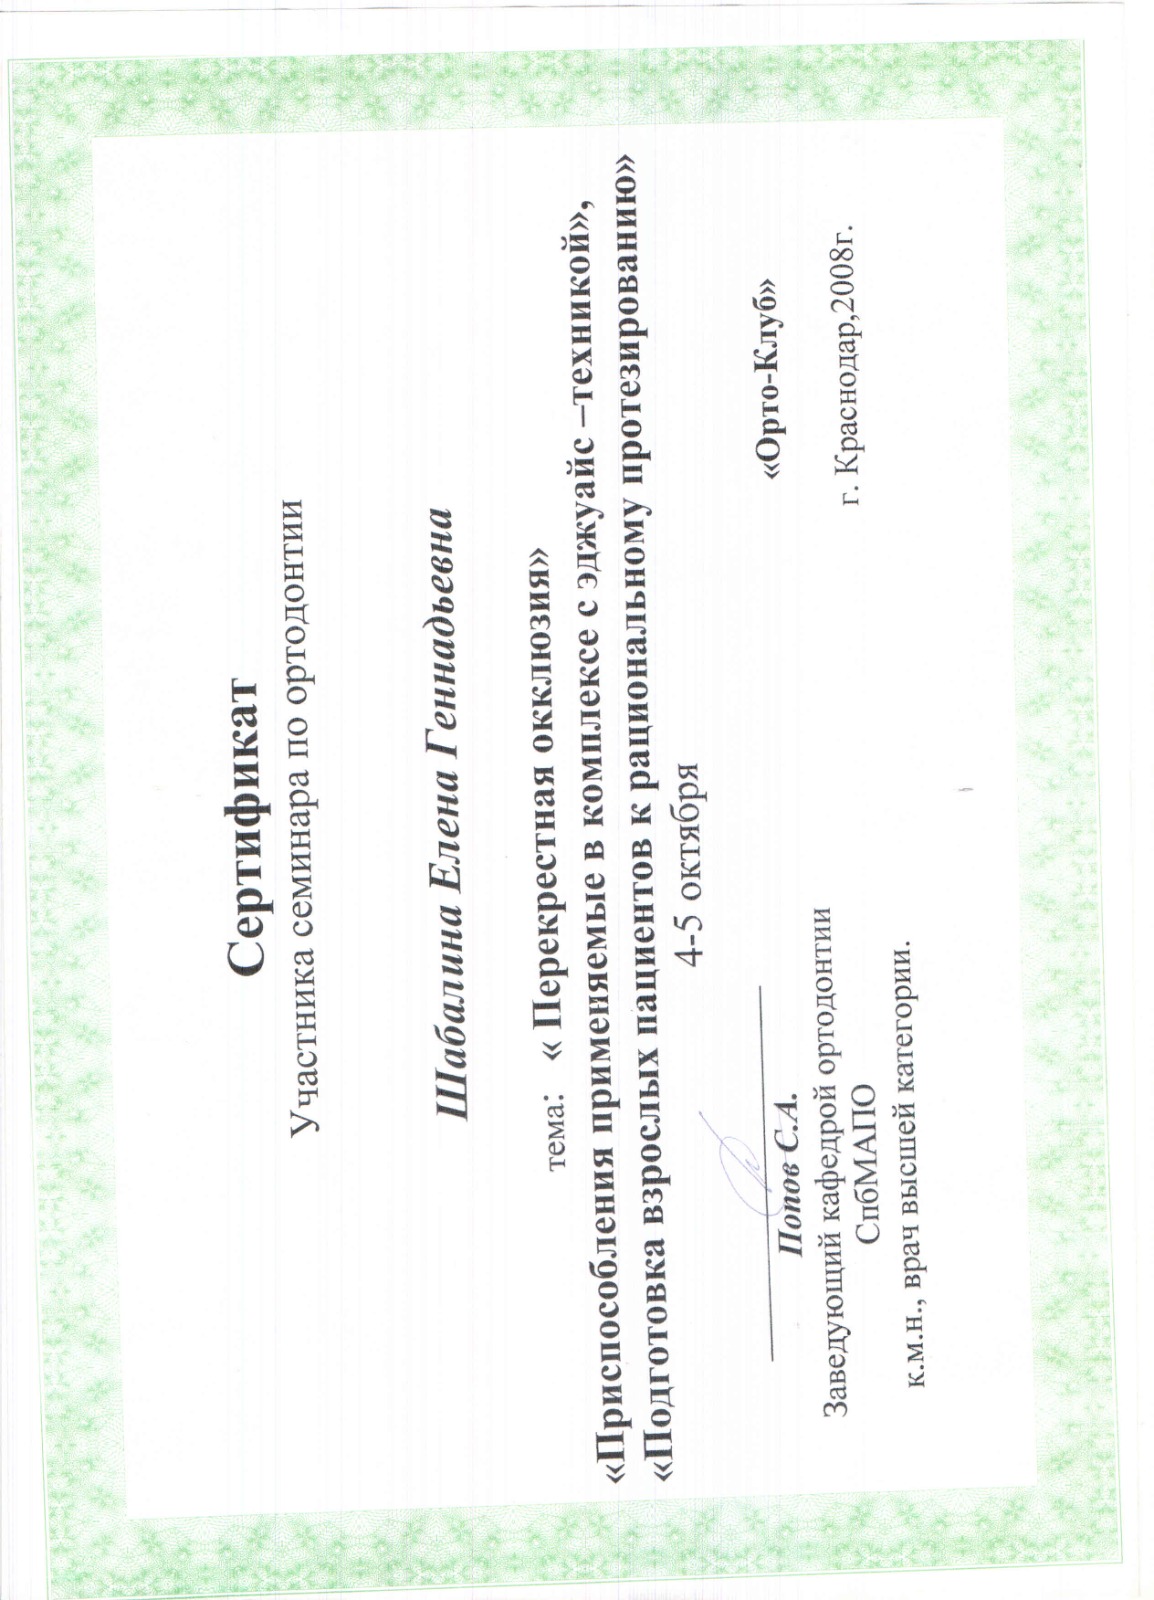 Сертификат
Участника семинара по ортодонтии
Шабалина Елена Геннадьевна
тема: « Перекрестная окклюзия»
«Приспособления применяемые в комплексе с эджуайс –техникой»,
«Подготовка взрослых пациентов к рациональному протезированию»
4-5 октября
Попов С.А.
Заведующий кафедрой ортодонтии
СпбМАПО
к.м.н., врач высшей категории.
«Орто-Клуб»
г. Краснодар,2008г.